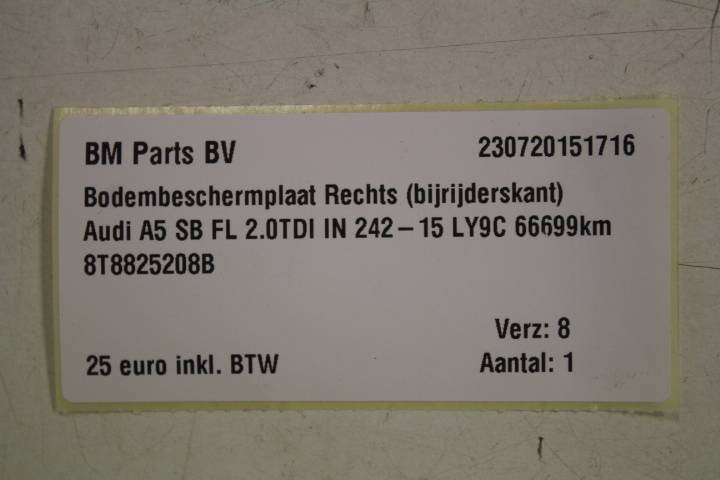 BM Parts BV 230720151716
Bodembeschermplaat Rechts (bijrijderskant)
Audi A5 SB FL 2.0TDI IN 242-15 LY9C 66699km
8T8825208B
Verz: 8
25 euro inkl. BTW Aantal: 1